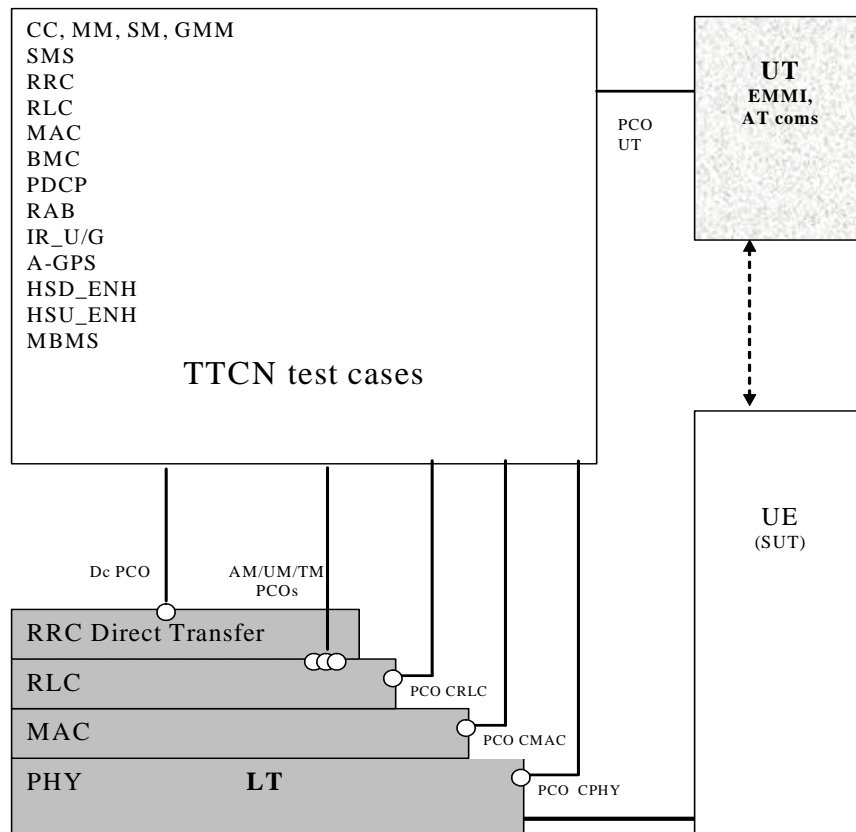 CC, MM, SM, GMM
SMS
RRC
RLC
MAC
BMC
PDCP
RAB
IR_U/G
A-GPS
HSD_ENH
HSU_ENH
MBMS
TTCN test cases
PCO
UT
UT
EMMI,
AT coms
UE
(SUT)
Dc PCO
AM/UM/TM
PCOs
RRC Direct Transfer
RLC
PCO CRLC
MAC
PCO CMAC
PHY
LT
PCO CPHY